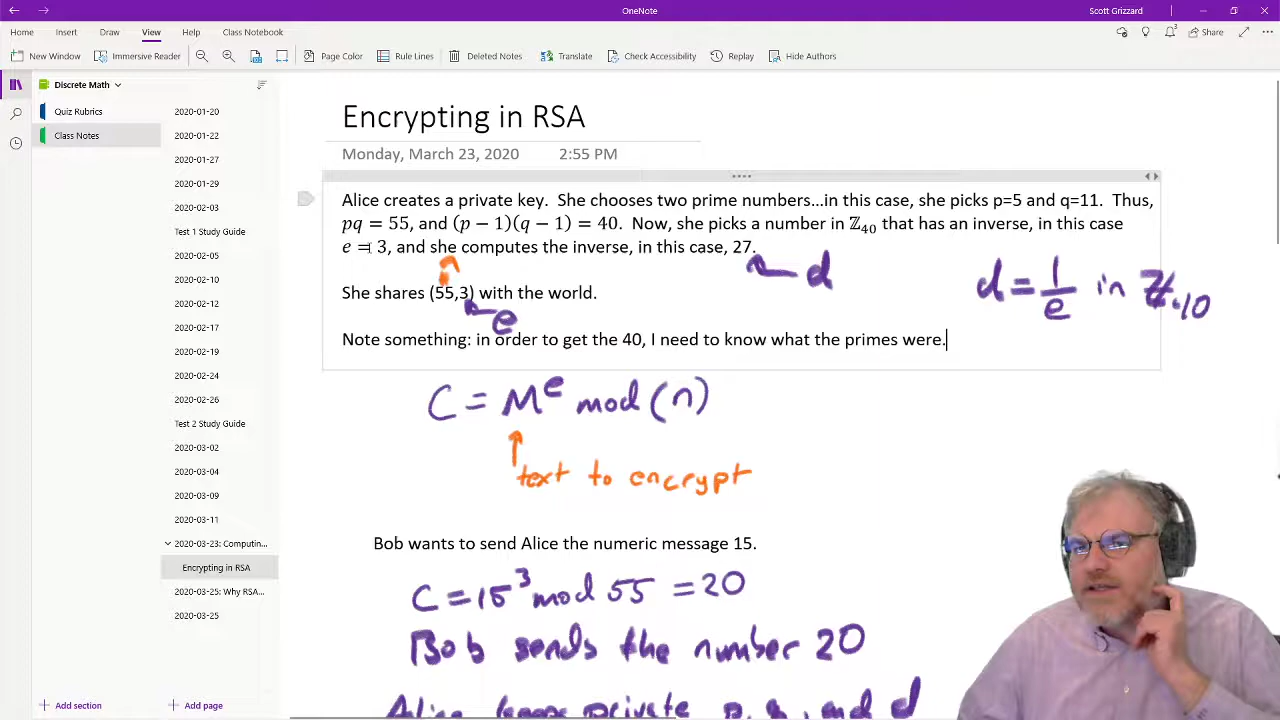 OneNote
Scott Grizzard
Home Insert Draw View Help Class Notebook
Share
New Window Immersive Reader Page Color Rule Lines Deleted Notes Translate Check Accessibility Replay Hide Authors
Discrete Math
Quiz Rubrics
Class Notes
2020-01-20
2020-01-22
2020-01-27
2020-01-29
Test 1 Study Guide
2020-02-05
2020-02-10
2020-02-12
2020-02-17
2020-02-19
2020-02-24
2020-02-26
Test 2 Study Guide
2020-03-02
2020-03-04
2020-03-09
2020-03-11
2020-03-23: Computin...
Encrypting in RSA
2020-03-25: Why RSA...
2020-03-25
Add section
Add page
Encrypting in RSA
Monday, March 23, 2020 2:55 PM
Alice creates a private key. She chooses two prime numbers...in this case, she picks p=5 and q=11. Thus,
pq = 55, and (p − 1)(q − 1) = 40. Now, she picks a number in ℤ40 that has an inverse, in this case
e = 3, and she computes the inverse, in this case, 27.
d
d = 1/e in ℤ40
She shares (55,3) with the world.
e
Note something: in order to get the 40, I need to know what the primes were.
C = M^e mod (n)
text to encrypt
Bob wants to send Alice the numeric message 15.
C = 15^3 mod 55 = 20
Bob sends the number 20
Alice keeps private p, q, and d